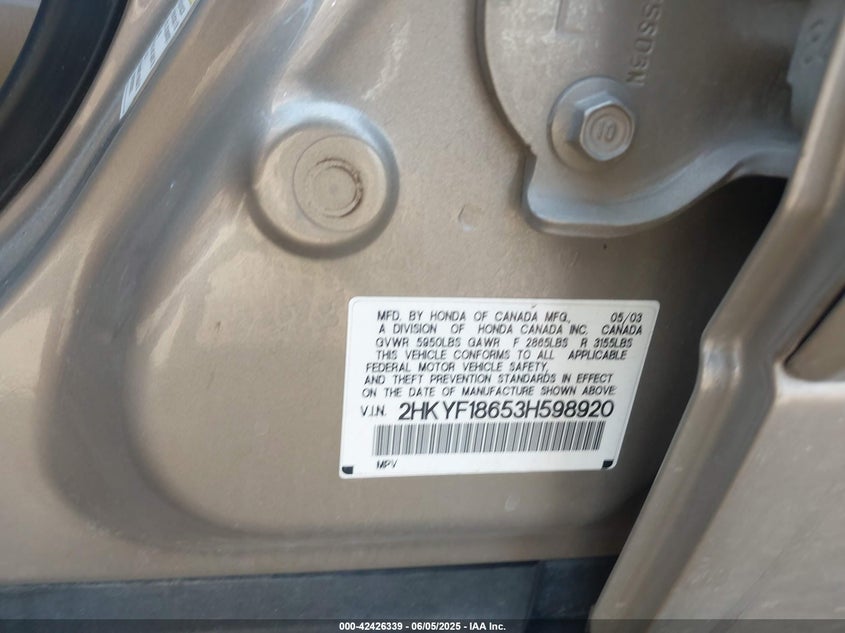 NESSO
10
MFD. BY HONDA OF CANADA MFG., 05/03
A DIVISION OF HONDA CANADA INC. CANADA
GVWR 5950LBS GAWR F 2865LBS R 3155LBS
THIS VEHICLE CONFORMS TO ALL APPLICABLE
FEDERAL MOTOR VEHICLE SAFETY,
AND THEFT PREVENTION STANDARDS IN EFFECT
ON THE DATE OF MANUFACTURE SHOWN ABOVE.
V.I.N. 2HKYF18653H598920
MPV
000-42426339 - 06/05/2025 - IAA Inc.